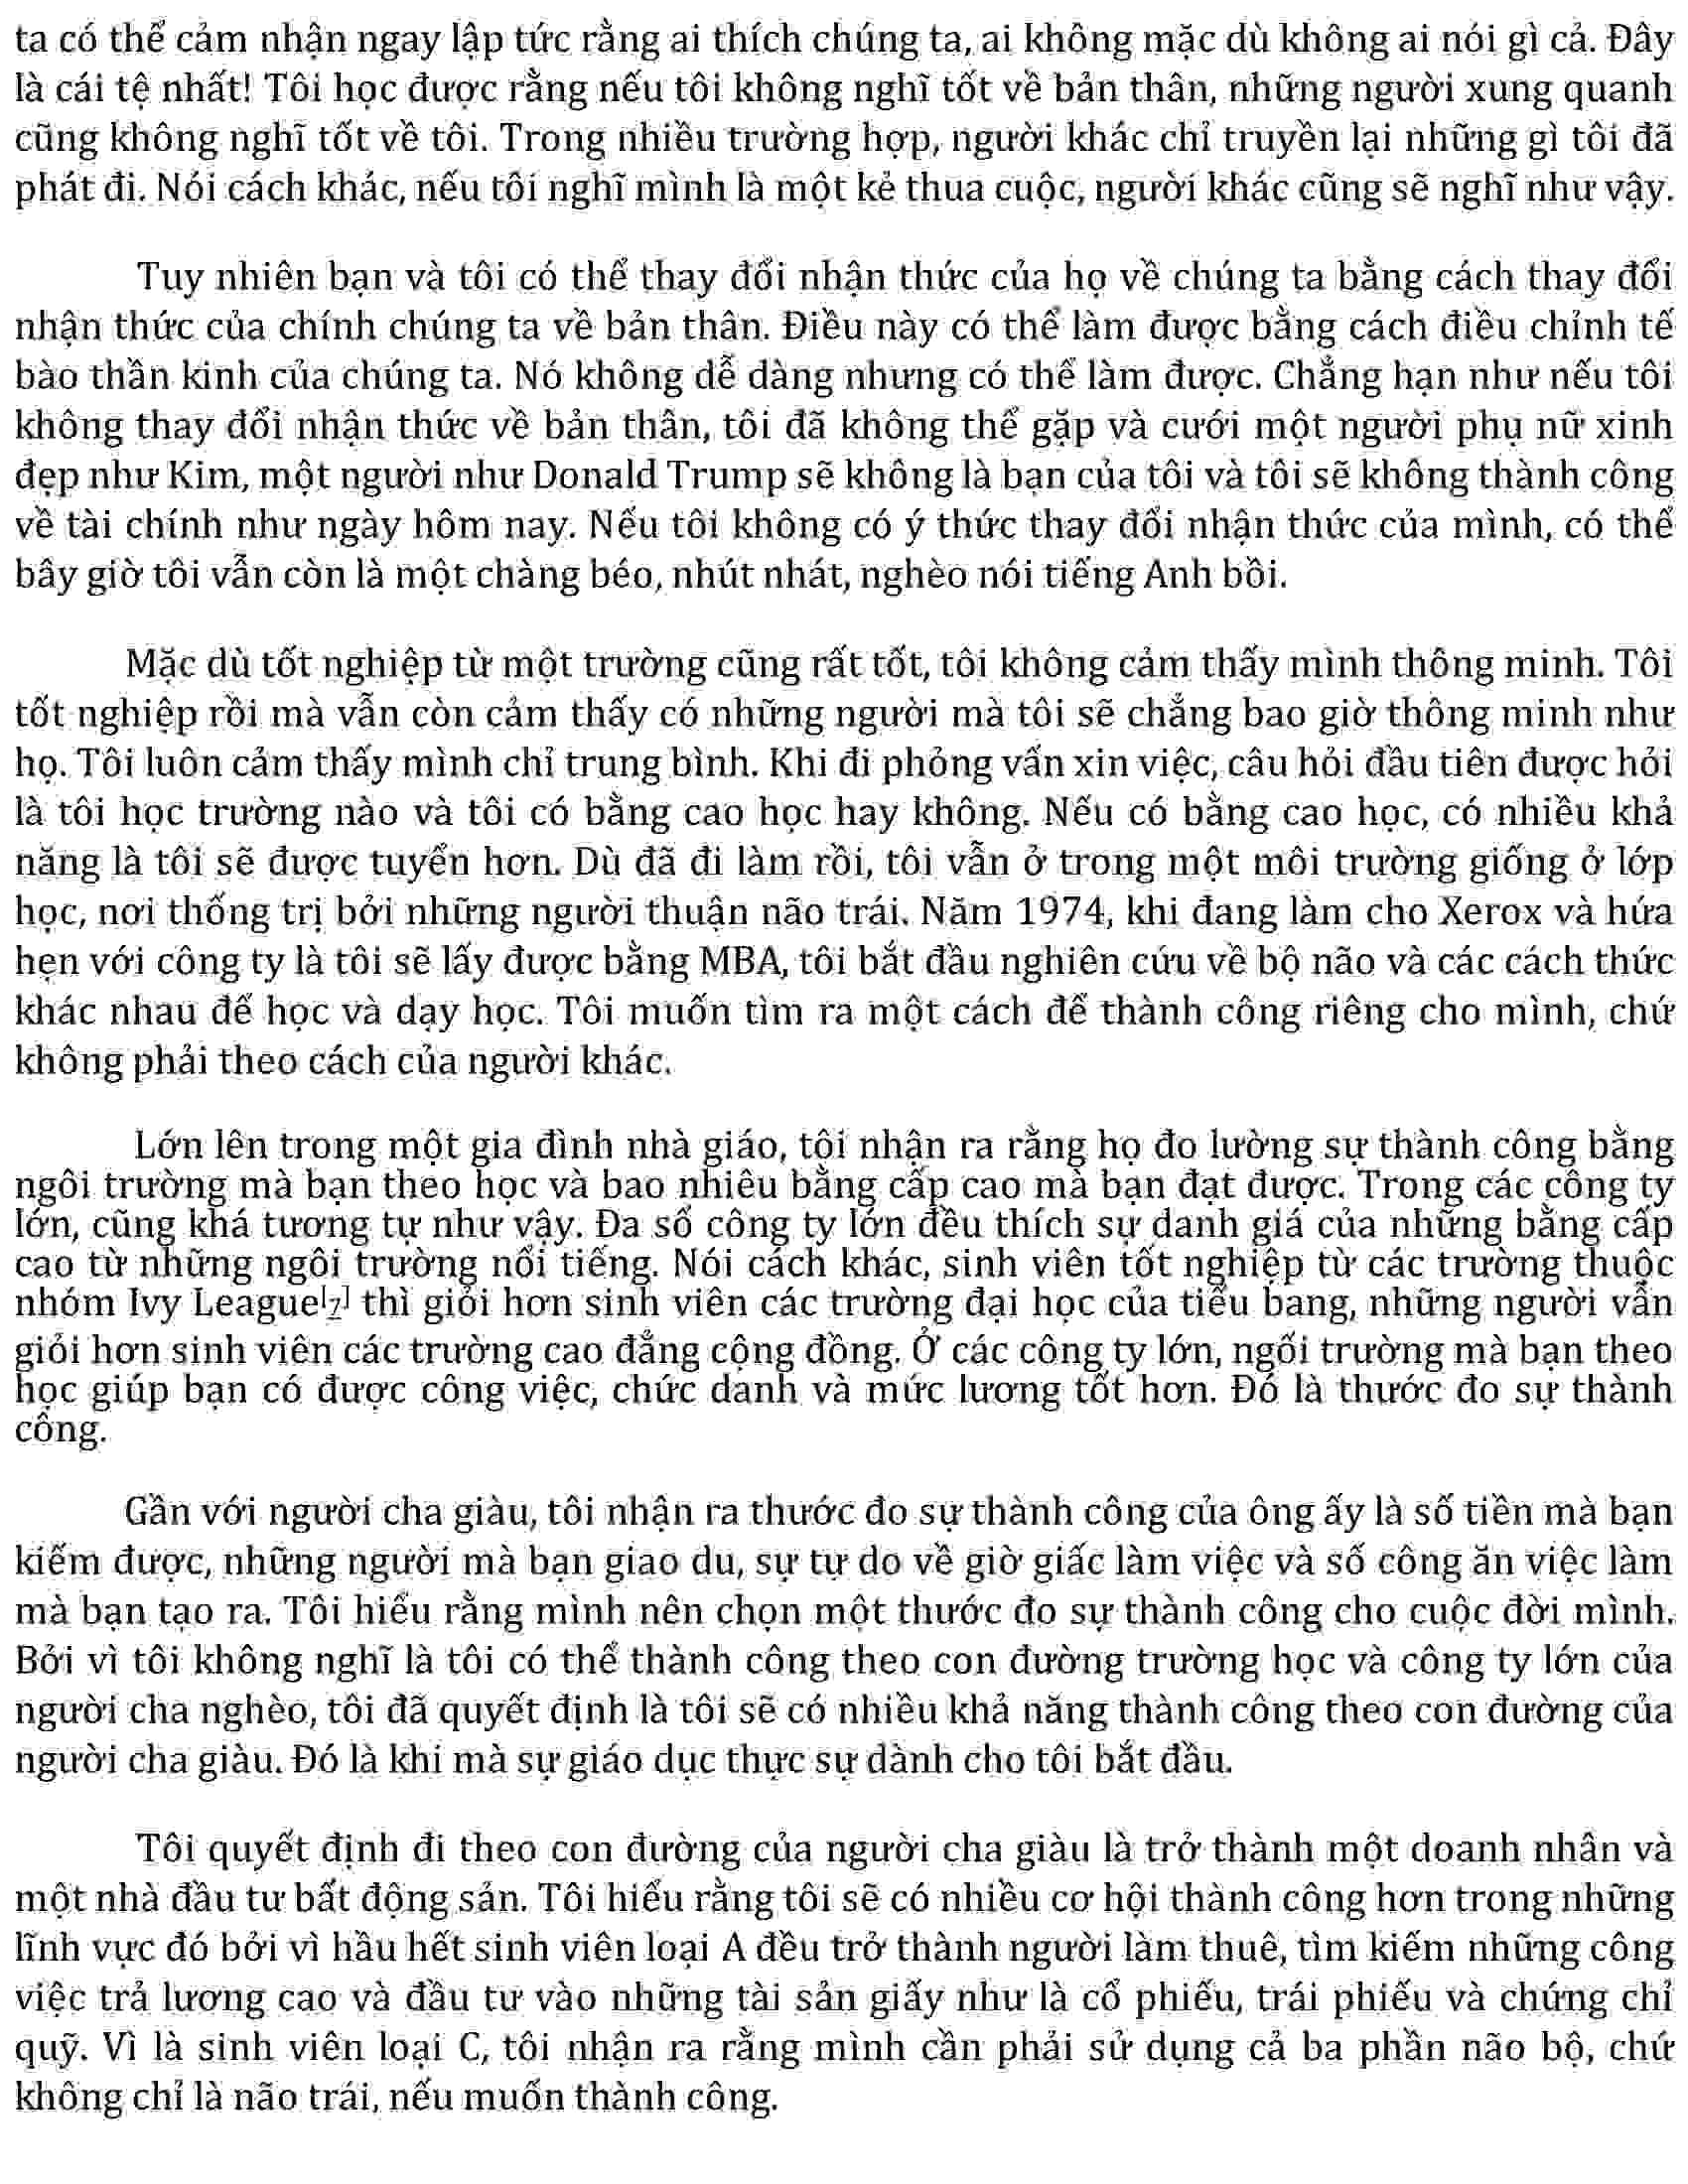 ta có thể cảm nhận ngay lập tức rằng ai thích chúng ta, ai không mặc dù không ai nói gì cả. Đây
là cái tệ nhất! Tôi học được rằng nếu tôi không nghĩ tốt về bản thân, những người xung quanh
cũng không nghĩ tốt về tôi. Trong nhiều trường hợp, người khác chỉ truyền lại những gì tôi đã
phát đi. Nói cách khác, nếu tôi nghĩ mình là một kẻ thua cuộc, người khác cũng sẽ nghĩ như vậy.
Tuy nhiên bạn và tôi có thể thay đổi nhận thức của họ về chúng ta bằng cách thay đổi
nhận thức của chính chúng ta về bản thân. Điều này có thể làm được bằng cách điều chỉnh tế
bào thần kinh của chúng ta. Nó không dễ dàng nhưng có thể làm được. Chẳng hạn như nếu tôi
không thay đổi nhận thức về bản thân, tôi đã không thể gặp và cưới một người phụ nữ xinh
đẹp như Kim, một người như Donald Trump sẽ không là bạn của tôi và tôi sẽ không thành công
về tài chính như ngày hôm nay. Nếu tôi không có ý thức thay đổi nhận thức của mình, có thể
bây giờ tôi vẫn còn là một chàng béo, nhút nhát, nghèo nói tiếng Anh bồi.
Mặc dù tốt nghiệp từ một trường cũng rất tốt, tôi không cảm thấy mình thông minh. Tôi
tốt nghiệp rồi mà vẫn còn cảm thấy có những người mà tôi sẽ chẳng bao giờ thông minh như
họ. Tôi luôn cảm thấy mình chỉ trung bình. Khi đi phỏng vấn xin việc, câu hỏi đầu tiên được hỏi
là tôi học trường nào và tôi có bằng cao học hay không. Nếu có bằng cao học, có nhiều khả
năng là tôi sẽ được tuyển hơn. Dù đã đi làm rồi, tôi vẫn ở trong một môi trường giống ở lớp
học, nơi thống trị bởi những người thuận não trái. Năm 1974, khi đang làm cho Xerox và hứa
hẹn với công ty là tôi sẽ lấy được bằng MBA, tôi bắt đầu nghiên cứu về bộ não và các cách thức
khác nhau để học và dạy học. Tôi muốn tìm ra một cách để thành công riêng cho mình, chứ
không phải theo cách của người khác.
Lớn lên trong một gia đình nhà giáo, tôi nhận ra rằng họ đo lường sự thành công bằng
ngôi trường mà bạn theo học và bao nhiêu bằng cấp cao mà bạn đạt được. Trong các công ty
lớn, cũng khá tương tự như vậy. Đa số công ty lớn đều thích sự danh giá của những bằng cấp
cao từ những ngôi trường nổi tiếng. Nói cách khác, sinh viên tốt nghiệp từ các trường thuộc
nhóm Ivy League[7] thì giỏi hơn sinh viên các trường đại học của tiểu bang, những người vẫn
giỏi hơn sinh viên các trường cao đẳng cộng đồng. Ở các công ty lớn, ngôi trường mà bạn theo
học giúp bạn có được công việc, chức danh và mức lương tốt hơn. Đó là thước đo sự thành
công.
Gần với người cha giàu, tôi nhận ra thước đo sự thành công của ông ấy là số tiền mà bạn
kiếm được, những người mà bạn giao du, sự tự do về giờ giấc làm việc và số công ăn việc làm
mà bạn tạo ra. Tôi hiểu rằng mình nên chọn một thước đo sự thành công cho cuộc đời mình.
Bởi vì tôi không nghĩ là tôi có thể thành công theo con đường trường học và công ty lớn của
người cha nghèo, tôi đã quyết định là tôi sẽ có nhiều khả năng thành công theo con đường của
người cha giàu. Đó là khi mà sự giáo dục thực sự dành cho tôi bắt đầu.
Tôi quyết định đi theo con đường của người cha giàu là trở thành một doanh nhân và
một nhà đầu tư bất động sản. Tôi hiểu rằng tôi sẽ có nhiều cơ hội thành công hơn trong những
lĩnh vực đó bởi vì hầu hết sinh viên loại A đều trở thành người làm thuê, tìm kiếm những công
việc trả lương cao và đầu tư vào những tài sản giấy như là cổ phiếu, trái phiếu và chứng chỉ
quỹ. Vì là sinh viên loại C, tôi nhận ra rằng mình cần phải sử dụng cả ba phần não bộ, chứ
không chỉ là não trái, nếu muốn thành công.